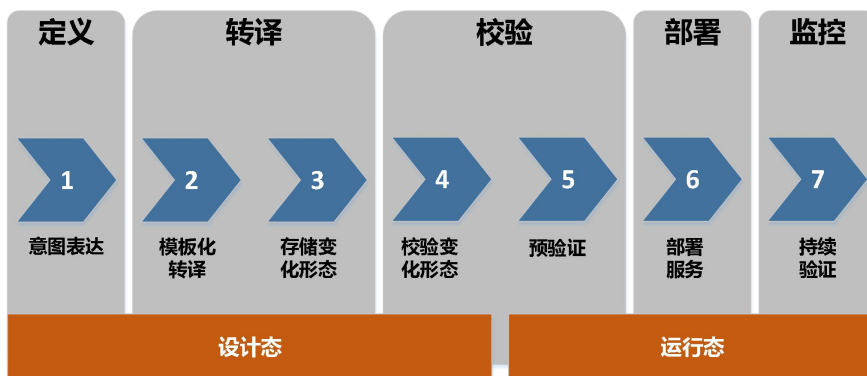 定义
转译
校验
部署
监控
1
2
3
4
5
6
7
意图表达
模板化
转译
存储变
化形态
校验变
化形态
预验证
部署
服务
持续
验证
设计态
运行态